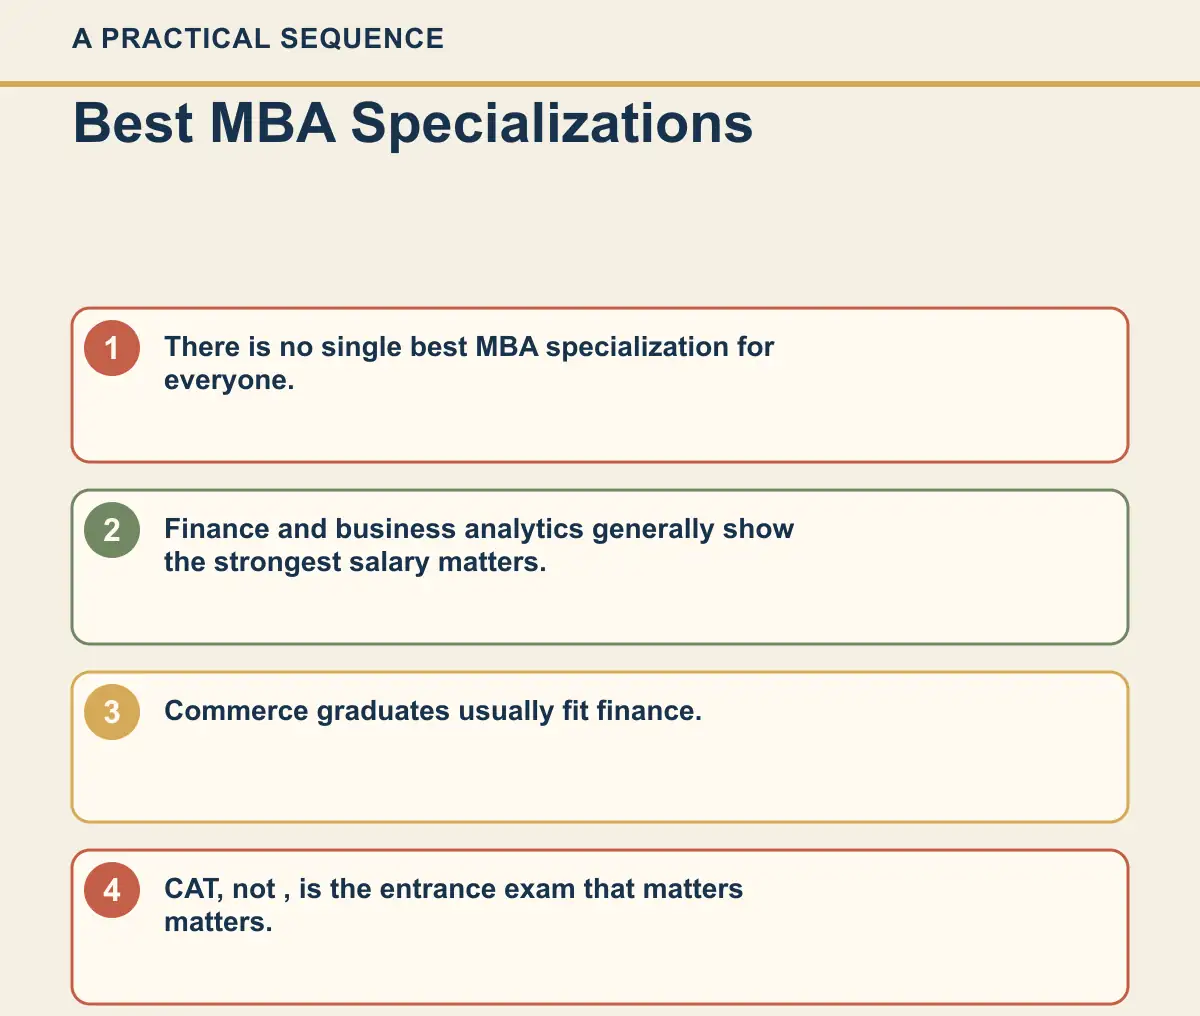 A PRACTICAL SEQUENCE
Best MBA Specializations
1
There is no single best MBA specialization for
everyone.
2
Finance and business analytics generally show
the strongest salary matters.
3
Commerce graduates usually fit finance.
4
CAT, not , is the entrance exam that matters
matters.